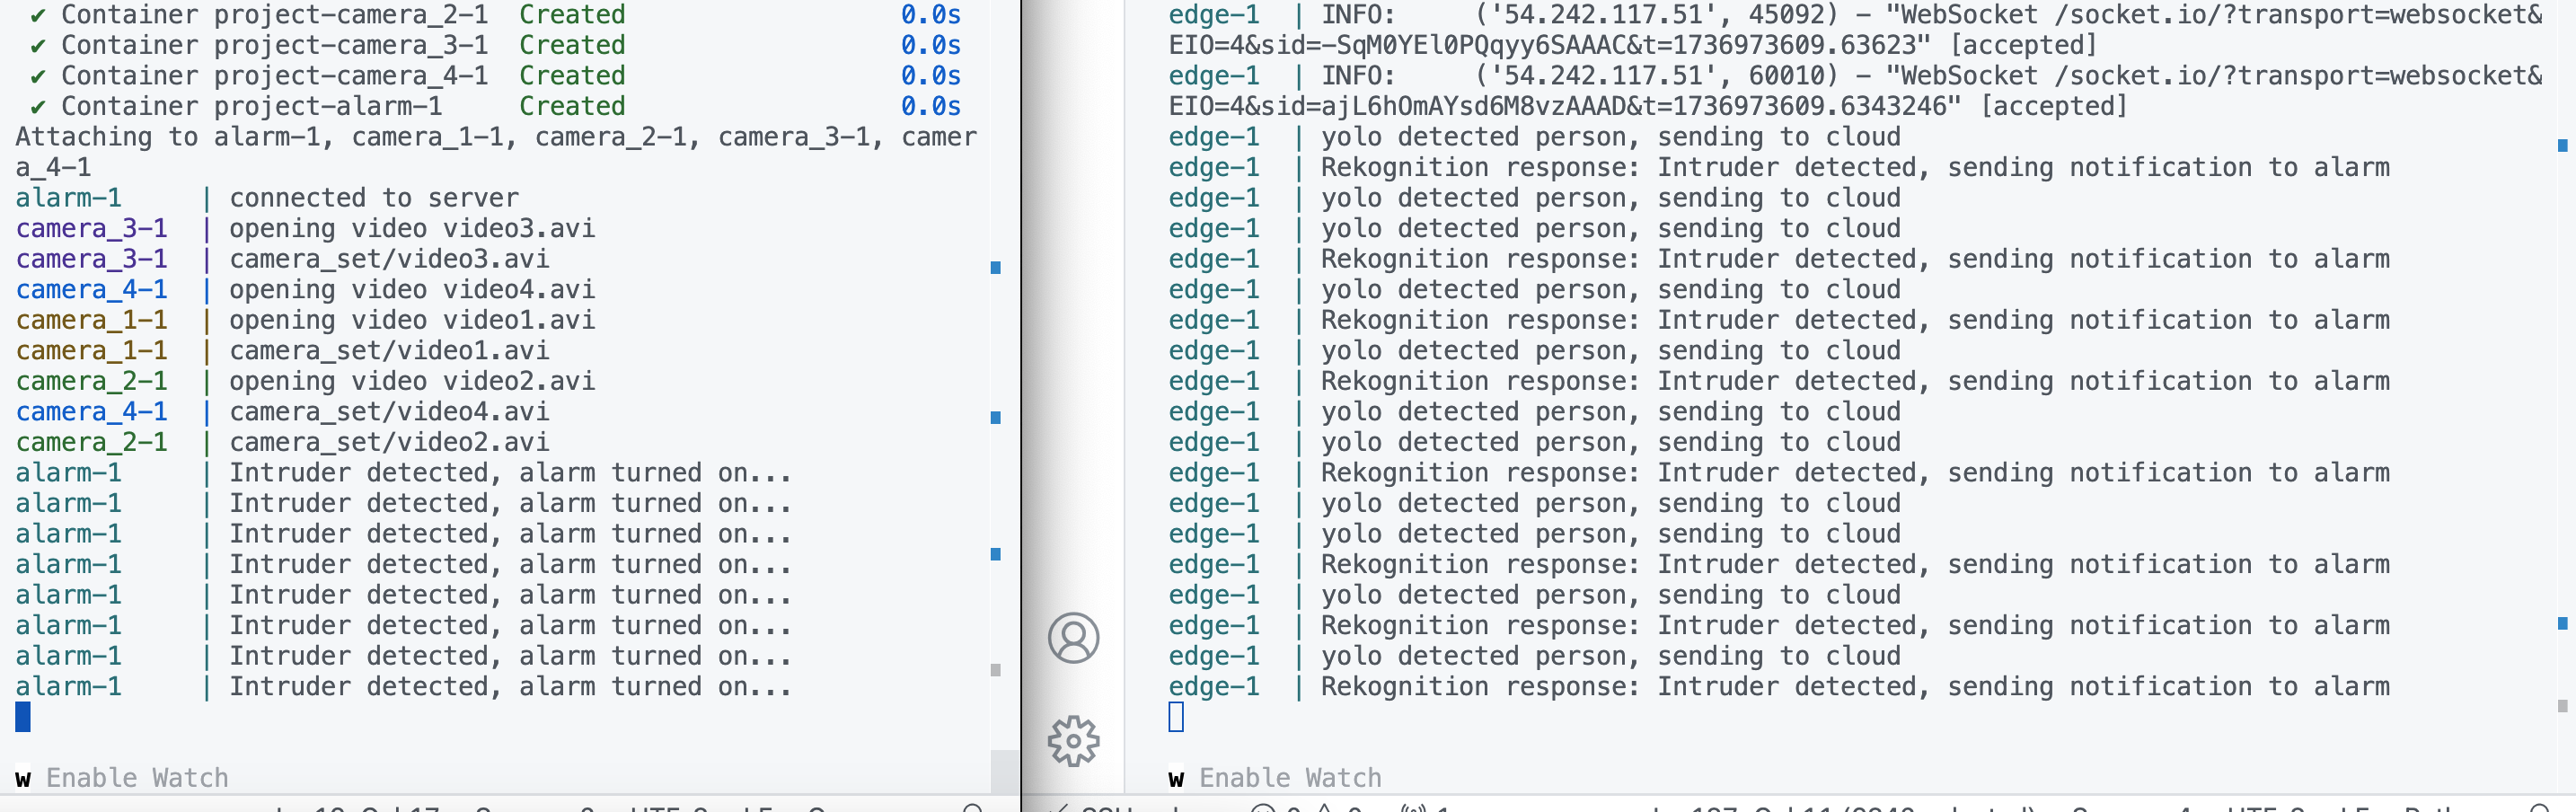 ✔ Container project-camera_2-1  Created  0.0s
✔ Container project-camera_3-1  Created  0.0s
✔ Container project-camera_4-1  Created  0.0s
✔ Container project-alarm-1     Created  0.0s
Attaching to alarm-1, camera_1-1, camera_2-1, camera_3-1, camer
a_4-1
alarm-1     | connected to server
camera_3-1  | opening video video3.avi
camera_3-1  | camera_set/video3.avi
camera_4-1  | opening video video4.avi
camera_1-1  | opening video video1.avi
camera_1-1  | camera_set/video1.avi
camera_2-1  | opening video video2.avi
camera_4-1  | camera_set/video4.avi
camera_2-1  | camera_set/video2.avi
alarm-1     | Intruder detected, alarm turned on...
alarm-1     | Intruder detected, alarm turned on...
alarm-1     | Intruder detected, alarm turned on...
alarm-1     | Intruder detected, alarm turned on...
alarm-1     | Intruder detected, alarm turned on...
alarm-1     | Intruder detected, alarm turned on...
alarm-1     | Intruder detected, alarm turned on...
alarm-1     | Intruder detected, alarm turned on...
w Enable Watch
edge-1  | INFO:     ('54.242.117.51', 45092) - "WebSocket /socket.io/?transport=websocket&
EIO=4&sid=-SqM0YEl0PQqyy6SAAAC&t=1736973609.63623" [accepted]
edge-1  | INFO:     ('54.242.117.51', 60010) - "WebSocket /socket.io/?transport=websocket&
EIO=4&sid=ajL6hOmAYsd6M8vzAAAD&t=1736973609.6343246" [accepted]
edge-1  | yolo detected person, sending to cloud
edge-1  | Rekognition response: Intruder detected, sending notification to alarm
edge-1  | yolo detected person, sending to cloud
edge-1  | yolo detected person, sending to cloud
edge-1  | Rekognition response: Intruder detected, sending notification to alarm
edge-1  | yolo detected person, sending to cloud
edge-1  | Rekognition response: Intruder detected, sending notification to alarm
edge-1  | yolo detected person, sending to cloud
edge-1  | Rekognition response: Intruder detected, sending notification to alarm
edge-1  | yolo detected person, sending to cloud
edge-1  | yolo detected person, sending to cloud
edge-1  | Rekognition response: Intruder detected, sending notification to alarm
edge-1  | yolo detected person, sending to cloud
edge-1  | yolo detected person, sending to cloud
edge-1  | Rekognition response: Intruder detected, sending notification to alarm
edge-1  | yolo detected person, sending to cloud
edge-1  | Rekognition response: Intruder detected, sending notification to alarm
edge-1  | yolo detected person, sending to cloud
edge-1  | Rekognition response: Intruder detected, sending notification to alarm
w Enable Watch